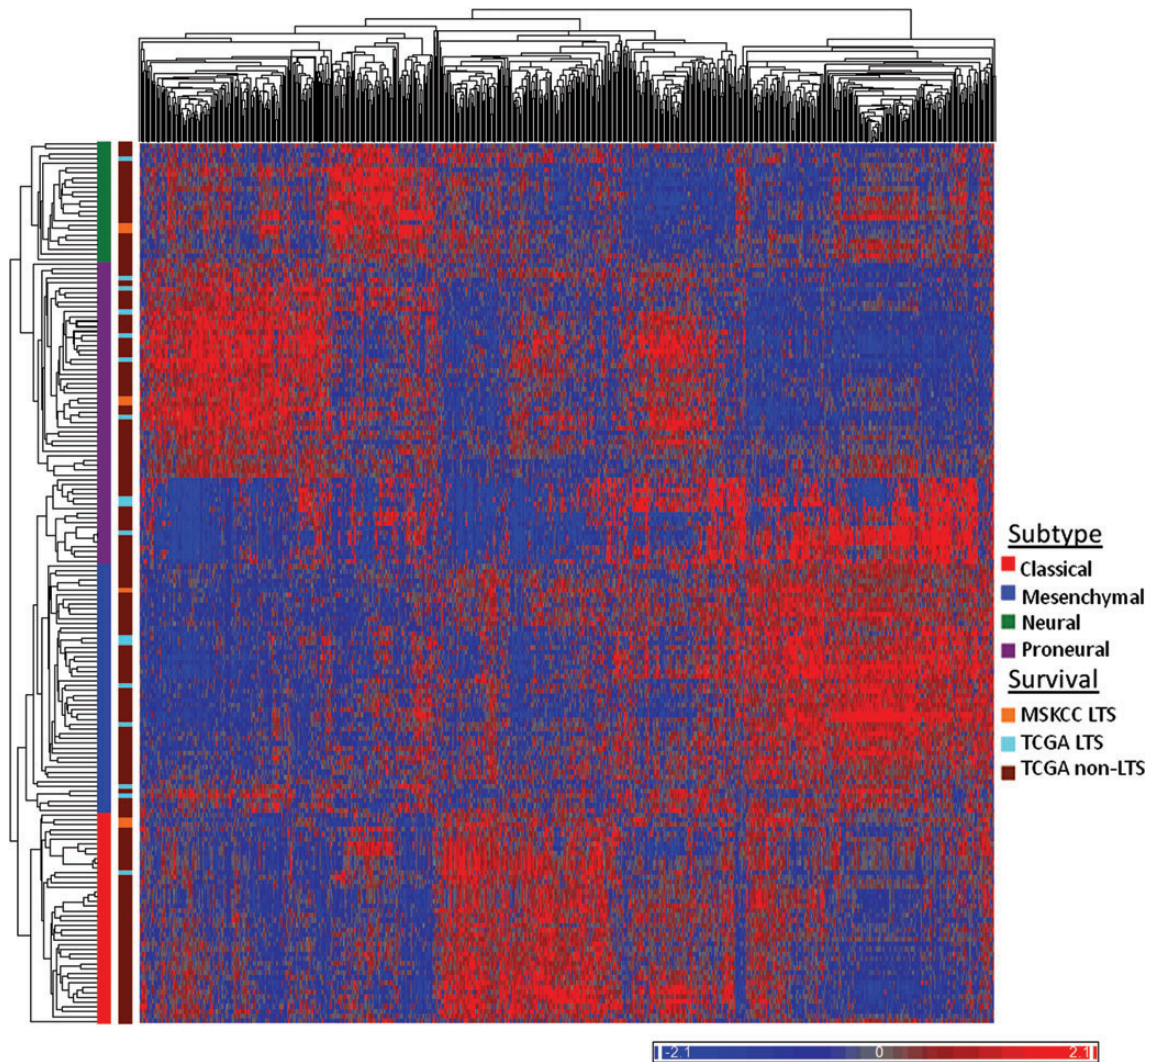 Subtype
Classical
Mesenchymal
Neural
Proneural
Survival
MSKCC LTS
TCGA LTS
TCGA non-LTS
-2.1 0 2.1